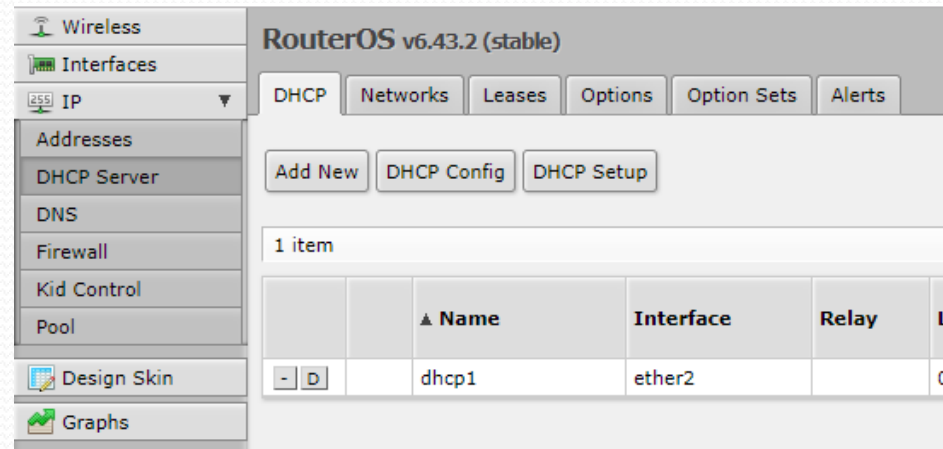 Wireless
Interfaces
255 IP ▼
Addresses
DHCP Server
DNS
Firewall
Kid Control
Pool
Design Skin
Graphs
RouterOS v6.43.2 (stable)
DHCP Networks Leases Options Option Sets Alerts
Add New DHCP Config DHCP Setup
1 item
▲ Name Interface Relay
- D dhcp1 ether2